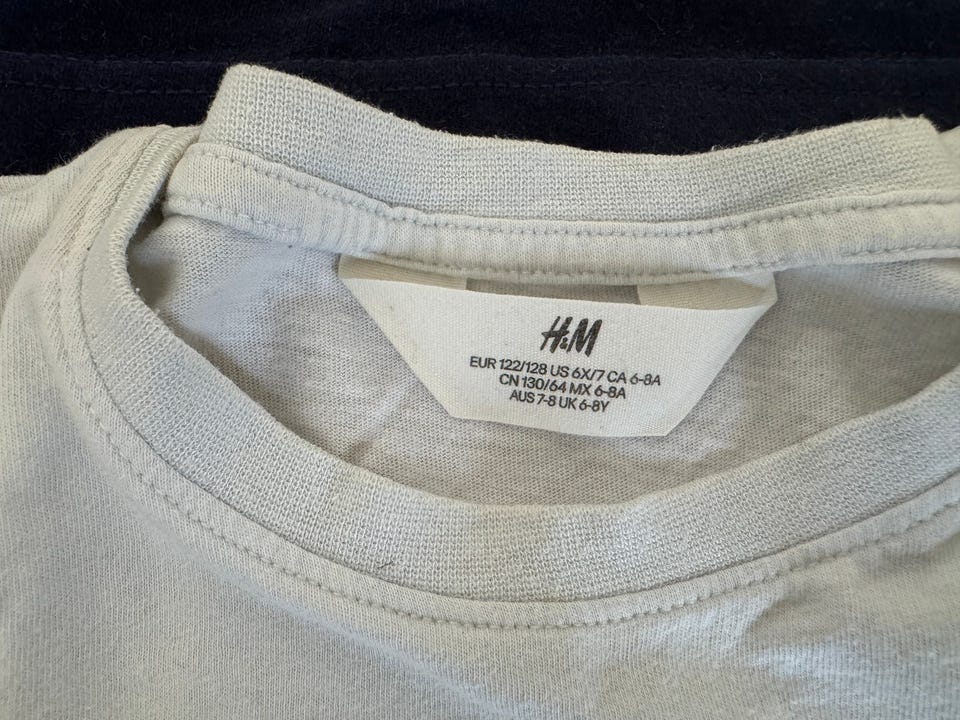 H&M
EUR 122/128 US 6X/7 CA 6-8A
CN 130/64 MX 6-8A
AUS 7-8 UK 6-8Y